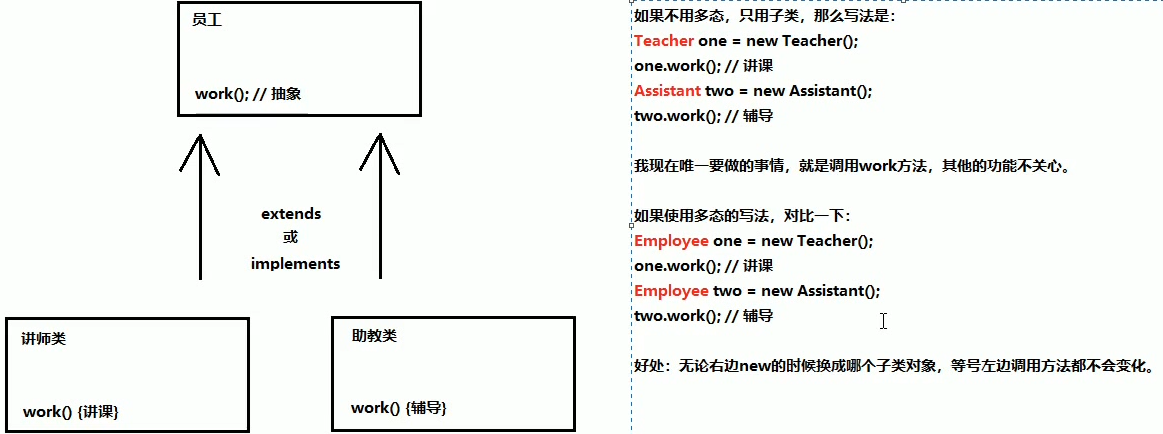 员工
work(); // 抽象
extends
或
implements
讲师类
work() {讲课}
助教类
work() {辅导}
如果不用多态，只用子类，那么写法是：
Teacher one = new Teacher();
one.work(); // 讲课
Assistant two = new Assistant();
two.work(); // 辅导
我现在唯一要做的事情，就是调用work方法，其他的功能不关心。
如果使用多态的写法，对比一下：
Employee one = new Teacher();
one.work(); // 讲课
Employee two = new Assistant();
two.work(); // 辅导
好处：无论右边new的时候换成哪个子类对象，等号左边调用方法都不会变化。